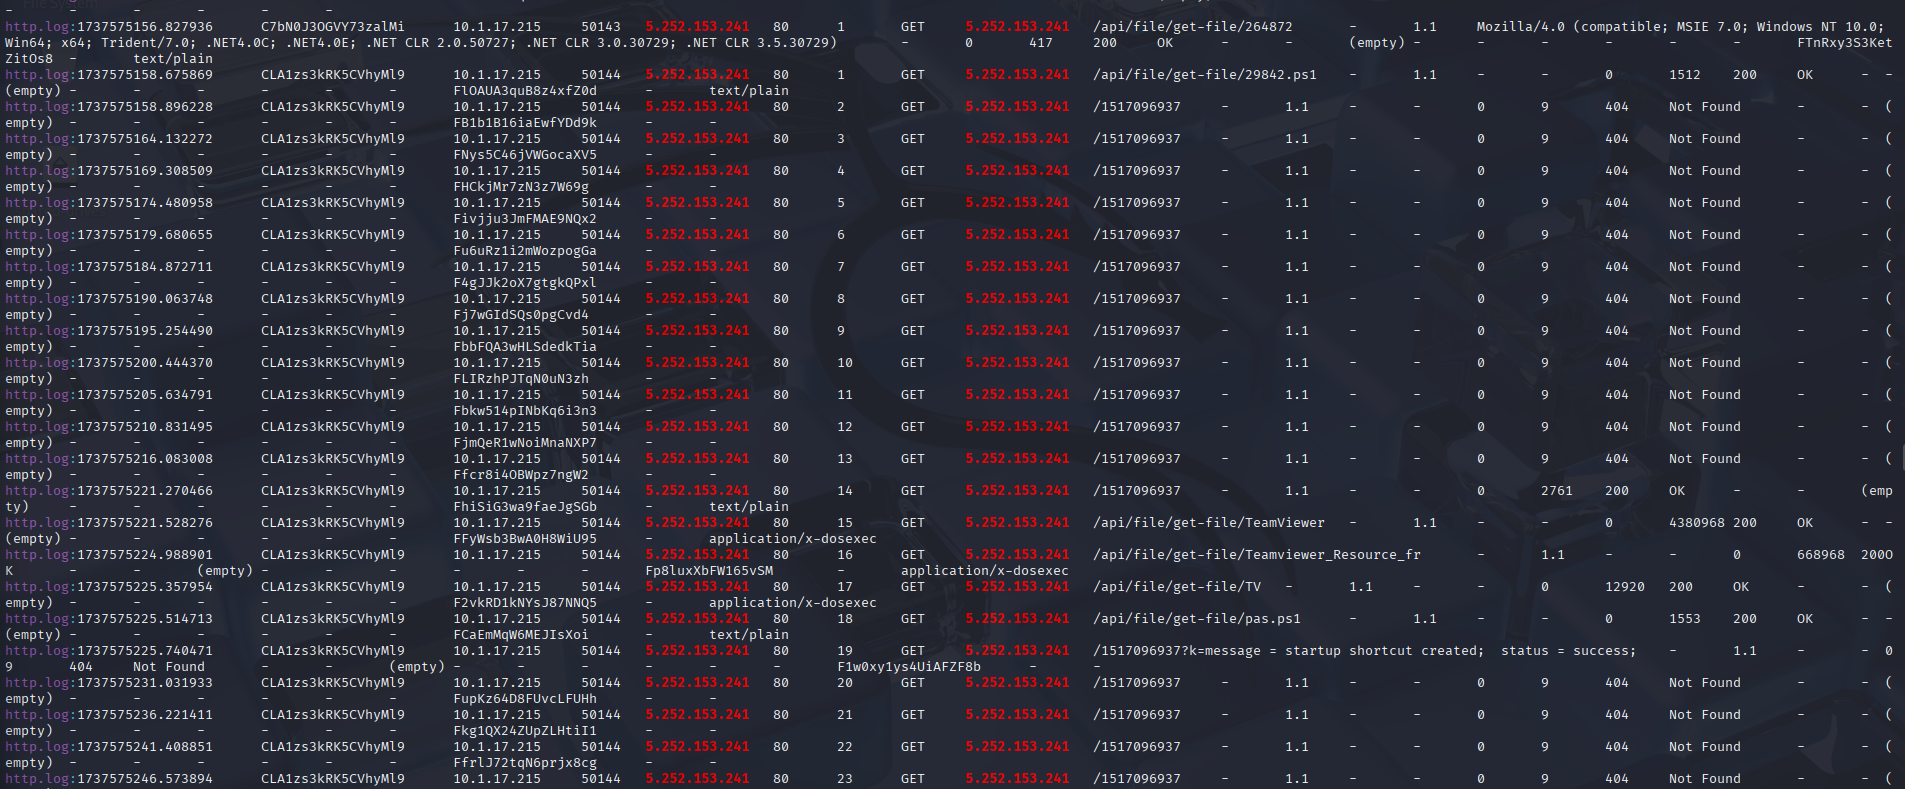 -       -       -       -       -       -
http.log:1737575156.827936      C7bN0J3OGVY73zalMi      10.1.17.215     50143   5.252.153.241   80      1       GET     5.252.153.241   /api/file/get-file/264872       -       1.1     Mozilla/4.0 (compatible; MSIE 7.0; Windows NT 10.0;
Win64; x64; Trident/7.0; .NET4.0C; .NET4.0E; .NET CLR 2.0.50727; .NET CLR 3.0.30729; .NET CLR 3.5.30729)        -       0       417     200     OK      -       -       (empty) -       -       -       -       -       -       FTnRxy3S3Ket
ZitOs8  -       text/plain
http.log:1737575158.675869      CLA1zs3kRK5CVhyMl9      10.1.17.215     50144   5.252.153.241   80      1       GET     5.252.153.241   /api/file/get-file/29842.ps1    -       1.1     -       -       0       1512    200     OK      -  -
(empty) -       -       -       -       -       -       FlOAUA3quB8z4xfZ0d      -       text/plain
http.log:1737575158.896228      CLA1zs3kRK5CVhyMl9      10.1.17.215     50144   5.252.153.241   80      2       GET     5.252.153.241   /1517096937     -       1.1     -       -       0       9       404     Not Found       -       -  (
empty)  -       -       -       -       -       -       FB1b1B16iaEwfYDd9k      -       -
http.log:1737575164.132272      CLA1zs3kRK5CVhyMl9      10.1.17.215     50144   5.252.153.241   80      3       GET     5.252.153.241   /1517096937     -       1.1     -       -       0       9       404     Not Found       -       -  (
empty)  -       -       -       -       -       -       FNys5C46jVWGocaXV5      -       -
http.log:1737575169.308509      CLA1zs3kRK5CVhyMl9      10.1.17.215     50144   5.252.153.241   80      4       GET     5.252.153.241   /1517096937     -       1.1     -       -       0       9       404     Not Found       -       -  (
empty)  -       -       -       -       -       -       FHCkjMr7zN3z7W69g       -       -
http.log:1737575174.480958      CLA1zs3kRK5CVhyMl9      10.1.17.215     50144   5.252.153.241   80      5       GET     5.252.153.241   /1517096937     -       1.1     -       -       0       9       404     Not Found       -       -  (
empty)  -       -       -       -       -       -       Fivjju3JmFMAE9NQx2      -       -
http.log:1737575179.680655      CLA1zs3kRK5CVhyMl9      10.1.17.215     50144   5.252.153.241   80      6       GET     5.252.153.241   /1517096937     -       1.1     -       -       0       9       404     Not Found       -       -  (
empty)  -       -       -       -       -       -       Fu6uRz1i2mWozpogGa      -       -
http.log:1737575184.872711      CLA1zs3kRK5CVhyMl9      10.1.17.215     50144   5.252.153.241   80      7       GET     5.252.153.241   /1517096937     -       1.1     -       -       0       9       404     Not Found       -       -  (
empty)  -       -       -       -       -       -       F4gJJk2oX7gtgkQPxl      -       -
http.log:1737575190.063748      CLA1zs3kRK5CVhyMl9      10.1.17.215     50144   5.252.153.241   80      8       GET     5.252.153.241   /1517096937     -       1.1     -       -       0       9       404     Not Found       -       -  (
empty)  -       -       -       -       -       -       Fj7wGIdSQs0pgCvd4       -       -
http.log:1737575195.254490      CLA1zs3kRK5CVhyMl9      10.1.17.215     50144   5.252.153.241   80      9       GET     5.252.153.241   /1517096937     -       1.1     -       -       0       9       404     Not Found       -       -  (
empty)  -       -       -       -       -       -       FbbFQA3wHLSdedkTia      -       -
http.log:1737575200.444370      CLA1zs3kRK5CVhyMl9      10.1.17.215     50144   5.252.153.241   80      10      GET     5.252.153.241   /1517096937     -       1.1     -       -       0       9       404     Not Found       -       -  (
empty)  -       -       -       -       -       -       FLIRzhPJTqN0uN3zh       -       -
http.log:1737575205.634791      CLA1zs3kRK5CVhyMl9      10.1.17.215     50144   5.252.153.241   80      11      GET     5.252.153.241   /1517096937     -       1.1     -       -       0       9       404     Not Found       -       -  (
empty)  -       -       -       -       -       -       Fbkw514pINbKq6i3n3      -       -
http.log:1737575210.831495      CLA1zs3kRK5CVhyMl9      10.1.17.215     50144   5.252.153.241   80      12      GET     5.252.153.241   /1517096937     -       1.1     -       -       0       9       404     Not Found       -       -  (
empty)  -       -       -       -       -       -       FjmQeR1wNoiMnaNXP7      -       -
http.log:1737575216.083008      CLA1zs3kRK5CVhyMl9      10.1.17.215     50144   5.252.153.241   80      13      GET     5.252.153.241   /1517096937     -       1.1     -       -       0       9       404     Not Found       -       -  (
empty)  -       -       -       -       -       -       Ffcr8i4OBWpz7ngW2       -       -
http.log:1737575221.270466      CLA1zs3kRK5CVhyMl9      10.1.17.215     50144   5.252.153.241   80      14      GET     5.252.153.241   /1517096937     -       1.1     -       -       0       2761    200     OK      -       -       (emp
ty)     -       -       -       -       -       -       FhiSiG3wa9faeJgSGb      -       text/plain
http.log:1737575221.528276      CLA1zs3kRK5CVhyMl9      10.1.17.215     50144   5.252.153.241   80      15      GET     5.252.153.241   /api/file/get-file/TeamViewer   -       1.1     -       -       0       4380968 200     OK      -  -
(empty) -       -       -       -       -       -       FFyWsb3BwA0H8WiU95      -       application/x-dosexec
http.log:1737575224.988901      CLA1zs3kRK5CVhyMl9      10.1.17.215     50144   5.252.153.241   80      16      GET     5.252.153.241   /api/file/get-file/Teamviewer_Resource_fr       -       1.1     -       -       0       668968  200O
K       -       -       (empty) -       -       -       -       -       -       Fp8luxXbFW165vSM        -       application/x-dosexec
http.log:1737575225.357954      CLA1zs3kRK5CVhyMl9      10.1.17.215     50144   5.252.153.241   80      17      GET     5.252.153.241   /api/file/get-file/TV   -       1.1     -       -       0       12920   200     OK      -       -  (
empty)  -       -       -       -       -       -       F2vkRD1kNYsJ87NNQ5      -       application/x-dosexec
http.log:1737575225.514713      CLA1zs3kRK5CVhyMl9      10.1.17.215     50144   5.252.153.241   80      18      GET     5.252.153.241   /api/file/get-file/pas.ps1      -       1.1     -       -       0       1553    200     OK      -  -
(empty) -       -       -       -       -       -       FCaEmMqW6MEJIsXoi       -       text/plain
http.log:1737575225.740471      CLA1zs3kRK5CVhyMl9      10.1.17.215     50144   5.252.153.241   80      19      GET     5.252.153.241   /1517096937?k=message = startup shortcut created;  status = success;    -       1.1     -       -  0
9       404     Not Found       -       -       (empty) -       -       -       -       -       -       F1w0xy1ys4UiAFZF8b      -       -
http.log:1737575231.031933      CLA1zs3kRK5CVhyMl9      10.1.17.215     50144   5.252.153.241   80      20      GET     5.252.153.241   /1517096937     -       1.1     -       -       0       9       404     Not Found       -       -  (
empty)  -       -       -       -       -       -       FupKz64D8FUvcLFUHh      -       -
http.log:1737575236.221411      CLA1zs3kRK5CVhyMl9      10.1.17.215     50144   5.252.153.241   80      21      GET     5.252.153.241   /1517096937     -       1.1     -       -       0       9       404     Not Found       -       -  (
empty)  -       -       -       -       -       -       Fkg1QX24ZUpZLHtiI1      -       -
http.log:1737575241.408851      CLA1zs3kRK5CVhyMl9      10.1.17.215     50144   5.252.153.241   80      22      GET     5.252.153.241   /1517096937     -       1.1     -       -       0       9       404     Not Found       -       -  (
empty)  -       -       -       -       -       -       FfrlJ72tqN6prjx8cg      -       -
http.log:1737575246.573894      CLA1zs3kRK5CVhyMl9      10.1.17.215     50144   5.252.153.241   80      23      GET     5.252.153.241   /1517096937     -       1.1     -       -       0       9       404     Not Found       -       -  (